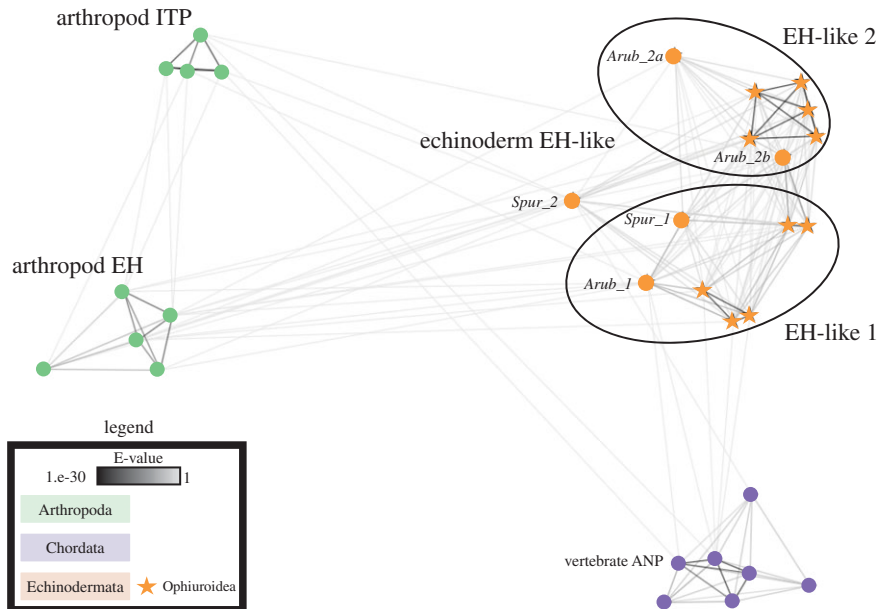 arthropod ITP
EH-like 2
Arub_2a
echinoderm EH-like
Arub_2b
Spur_2
Spur_1
arthropod EH
Arub_1
EH-like 1
legend
E-value
1.e-30
1
Arthropoda
Chordata
Echinodermata
Ophiuroidea
vertebrate ANP